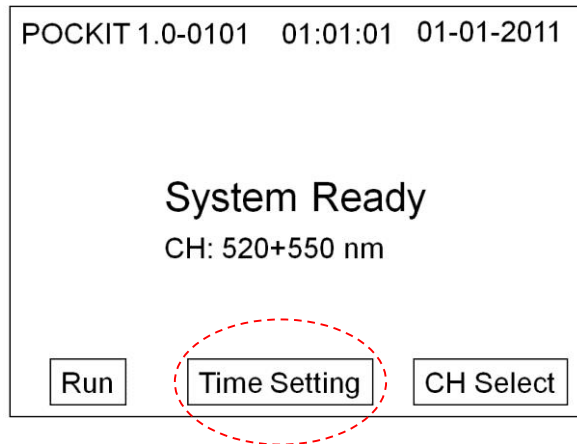 POCKIT 1.0-0101 01:01:01 01-01-2011
System Ready
CH: 520+550 nm
Run Time Setting CH Select